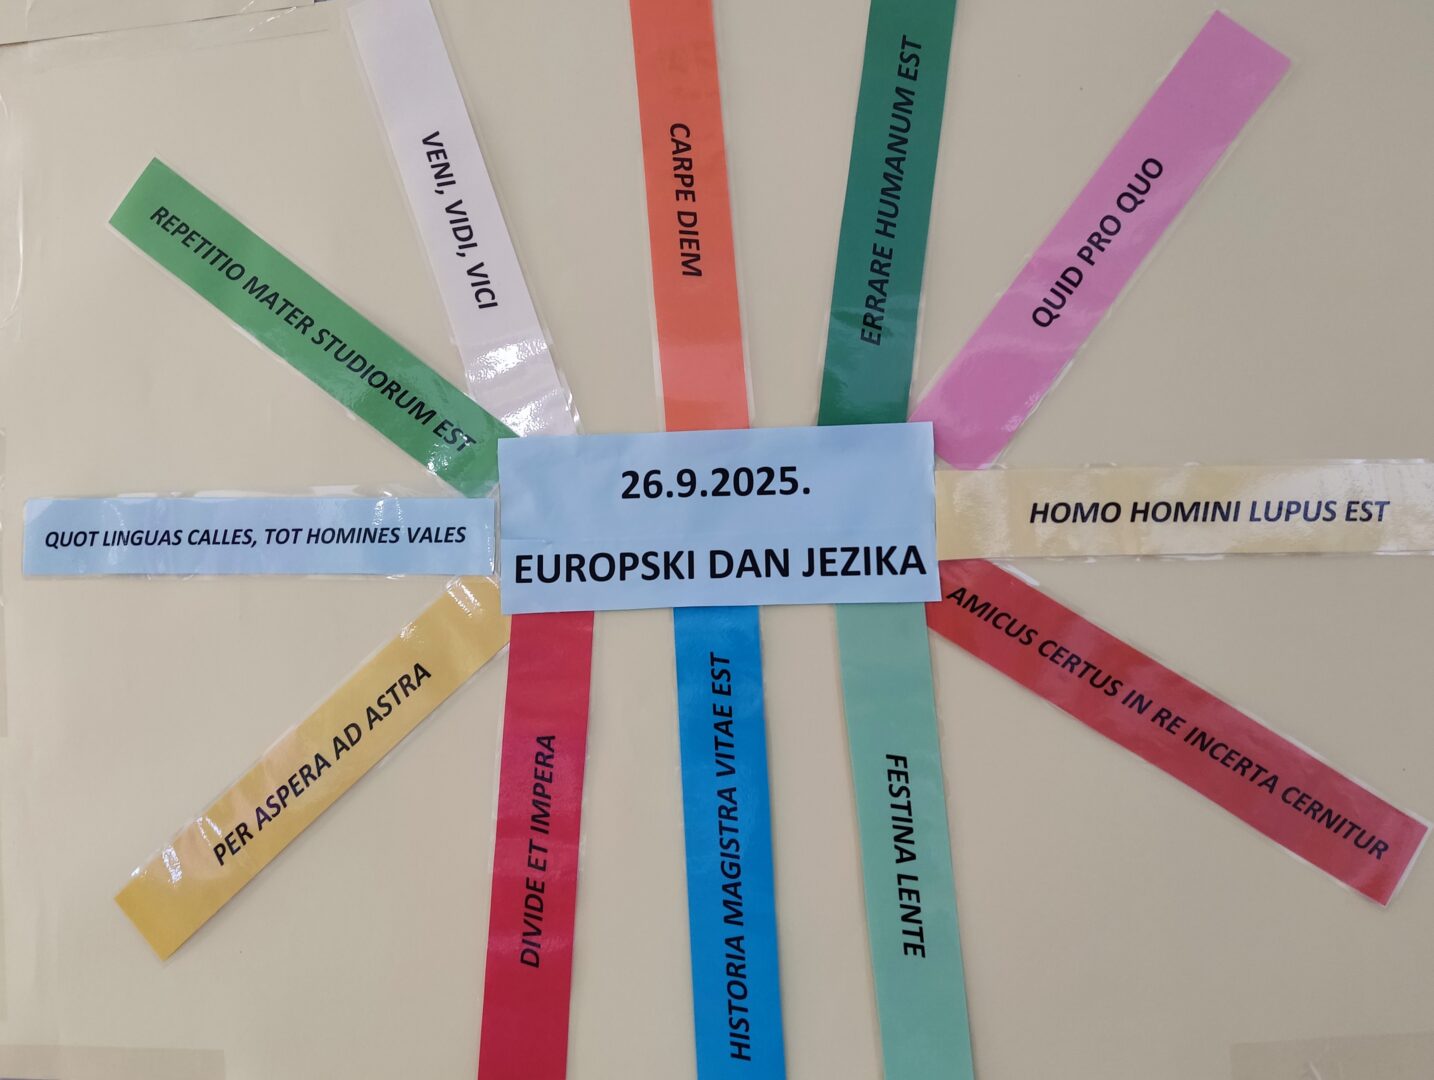 VENI, VIDI, VICI
CARPE DIEM
ERRARE HUMANUM EST
QUID PRO QUO
REPETITIO MATER STUDIORUM EST
26.9.2025.
EUROPSKI DAN JEZIKA
QUOT LINGUAS CALLES, TOT HOMINES VALES
HOMO HOMINI LUPUS EST
PER ASPERA AD ASTRA
DIVIDE ET IMPERA
HISTORIA MAGISTRA VITAE EST
FESTINA LENTE
AMICUS CERTUS IN RE INCERTA CERNITUR